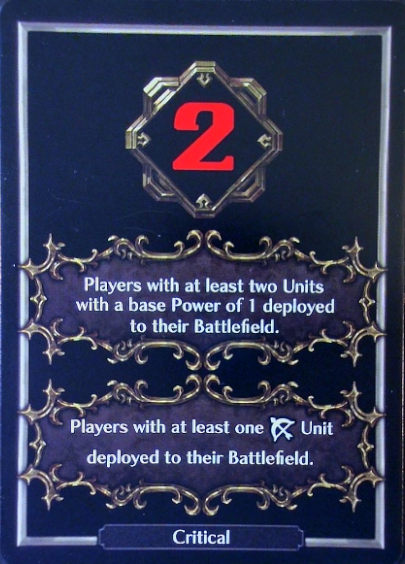 2
Players with at least two Units
with a base Power of 1 deployed
to their Battlefield.
Players with at least one Unit
deployed to their Battlefield.
Critical